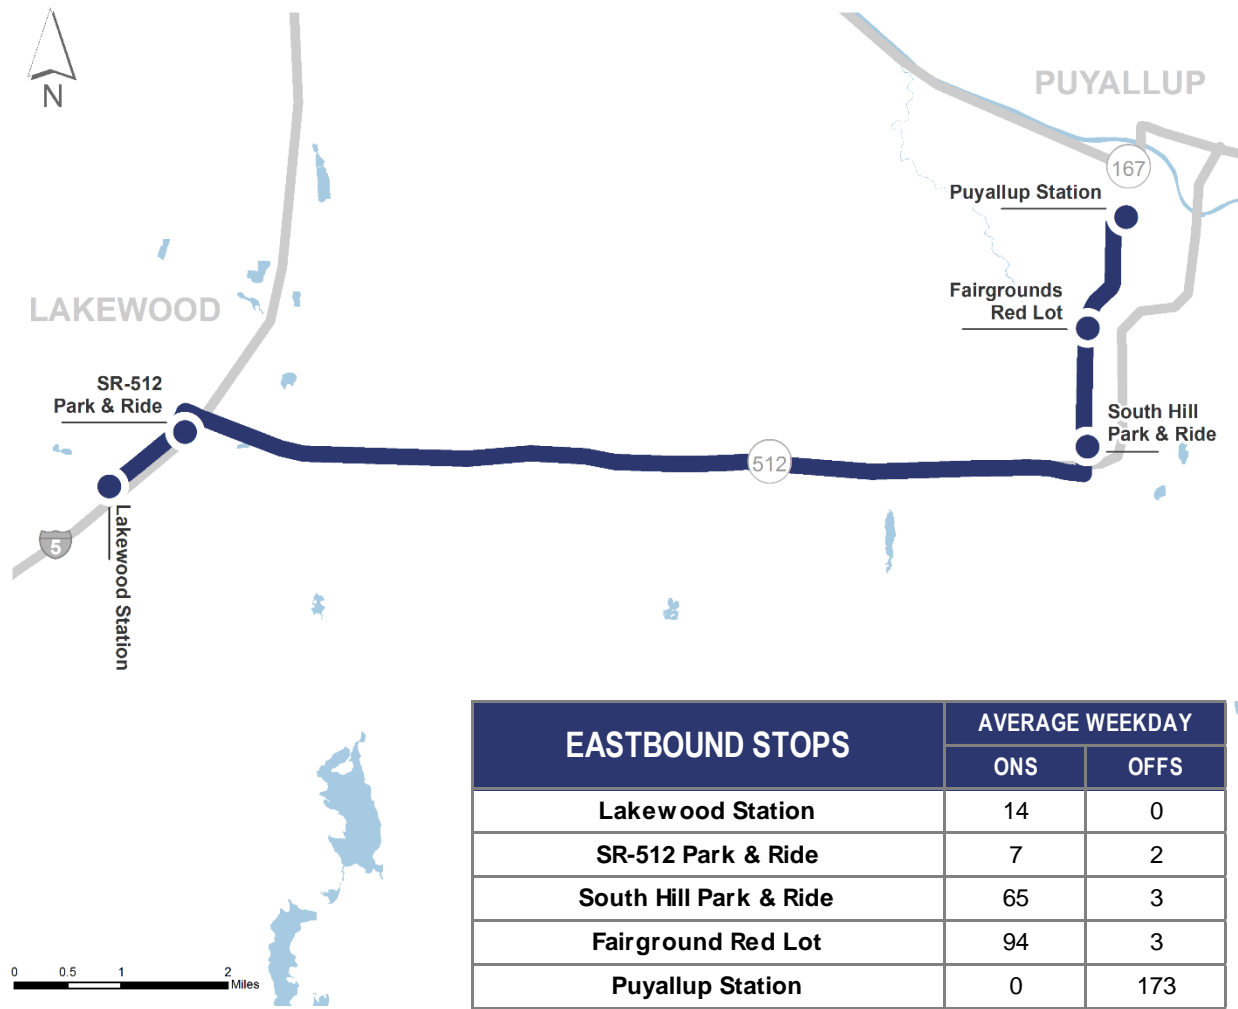 N
PUYALLUP
167
Puyallup Station
Fairgrounds
Red Lot
LAKEWOOD
SR-512
Park & Ride
South Hill
Park & Ride
512
5
Lakewood Station
EASTBOUND STOPS
AVERAGE WEEKDAY
ONS OFFS
Lakewood Station 14 0
SR-512 Park & Ride 7 2
South Hill Park & Ride 65 3
Fairground Red Lot 94 3
Puyallup Station 0 173
0 0.5 1 2
Miles